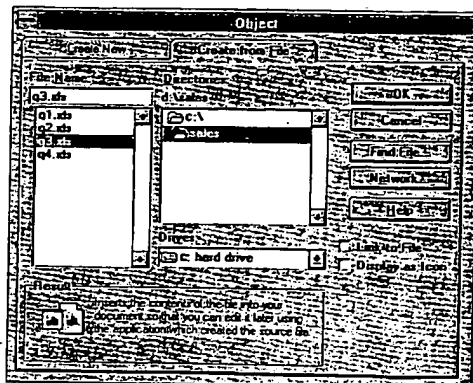 Object
Create New
Create from File
File Name:
Directories:
q3.xls
d:\sales
q1.xls
q2.xls
q3.xls
q4.xls
c:\
sales
Drives:
c: hard drive
OK
Cancel
Find File...
Network...
Help
Link to File
Display as Icon
Result
Inserts the content of the file into your
document so that you can edit it later using
the application which created the source file.